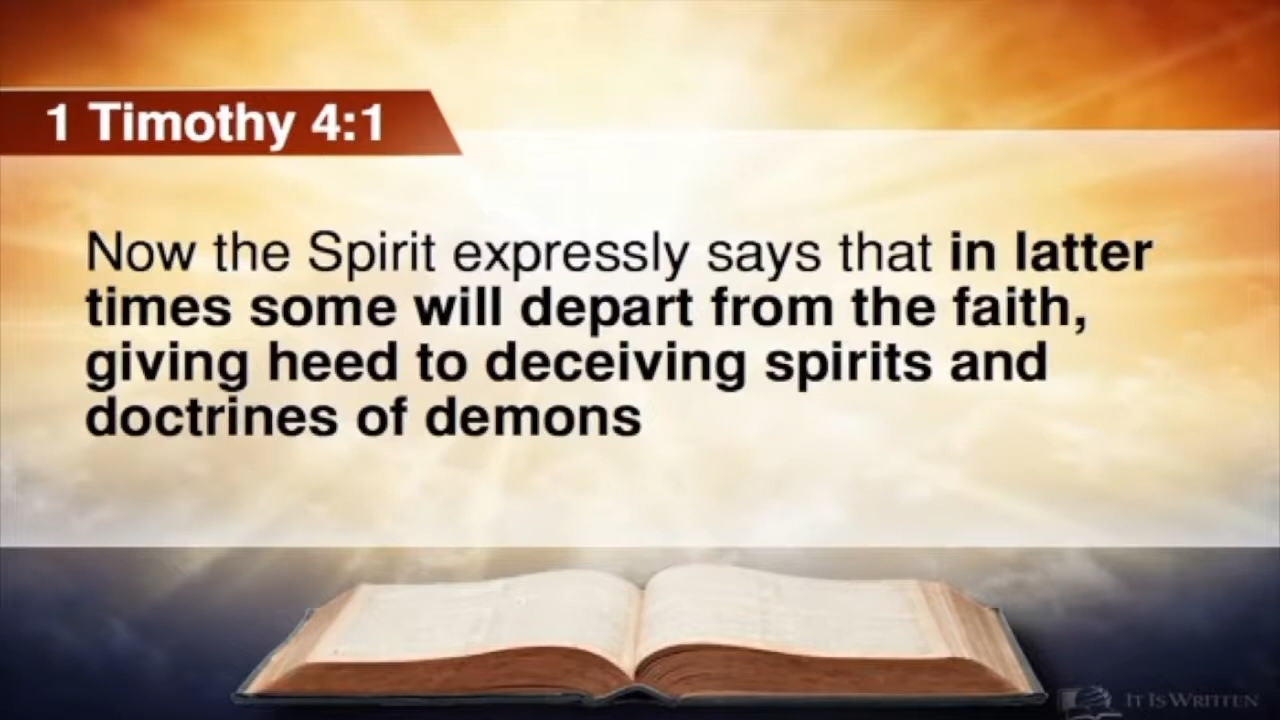 1 Timothy 4:1
Now the Spirit expressly says that in latter
times some will depart from the faith,
giving heed to deceiving spirits and
doctrines of demons
IT IS WRITTEN